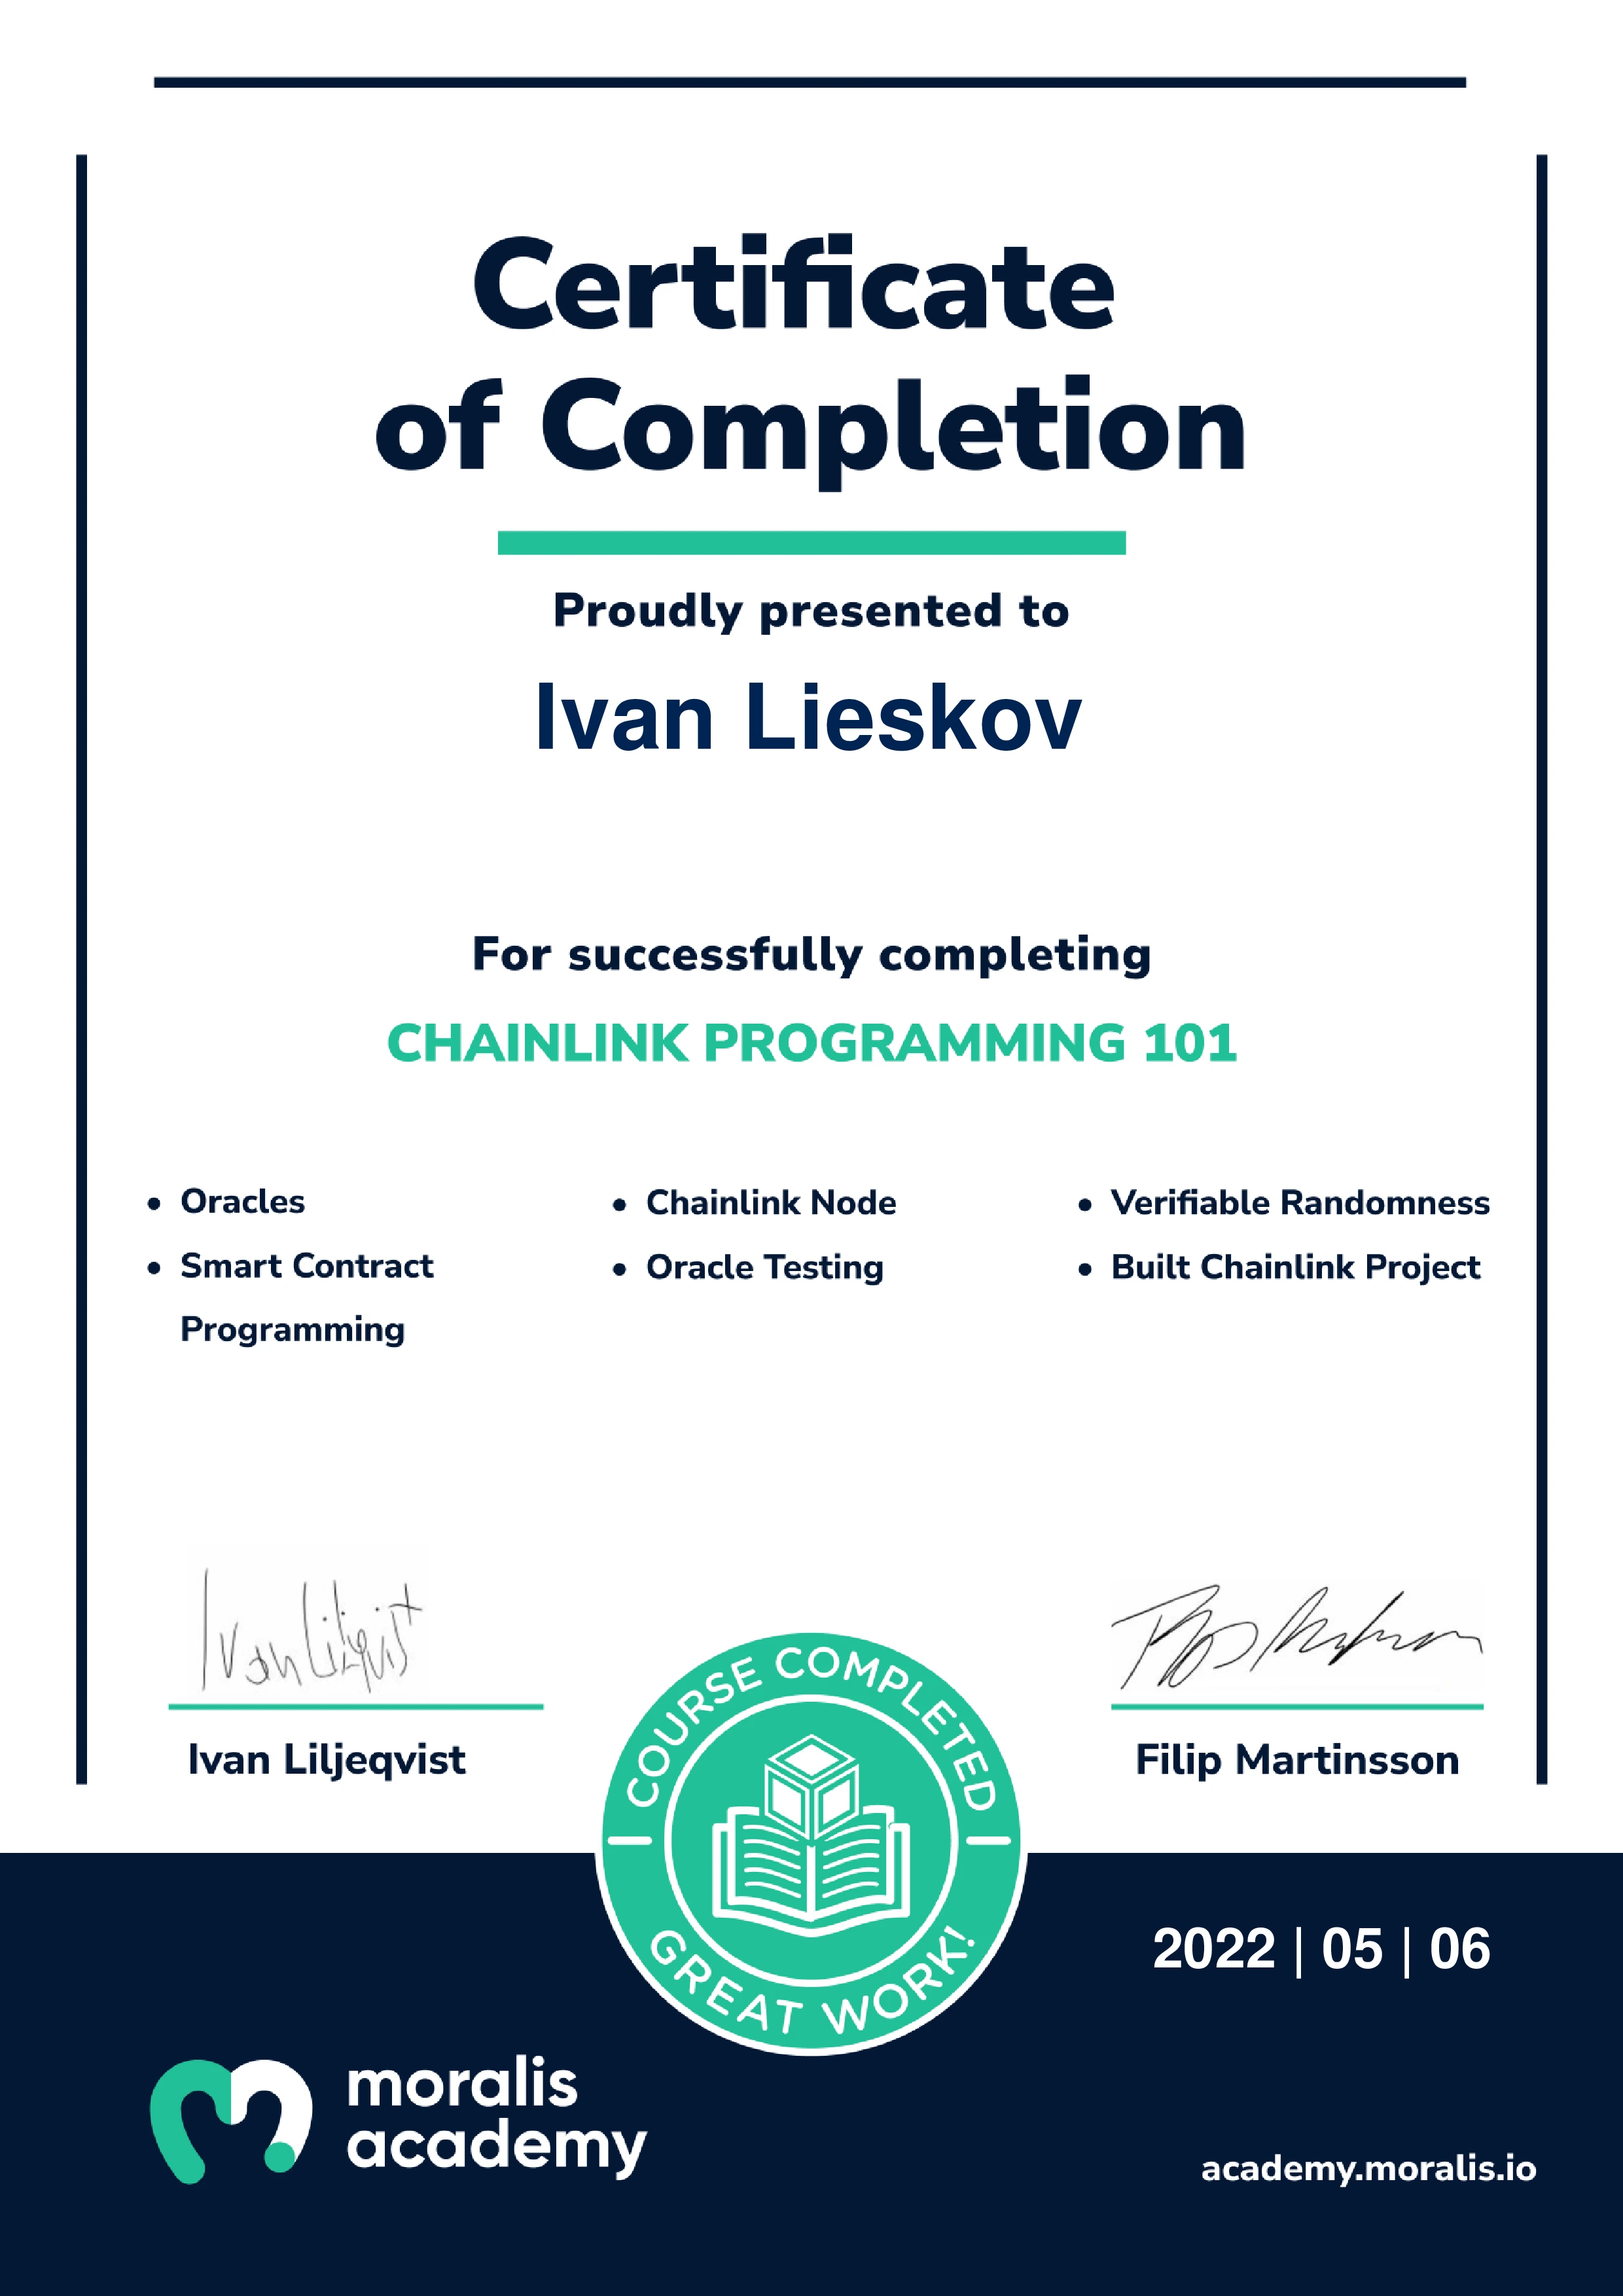 Certificate
of Completion
Proudly presented to
Ivan Lieskov
For successfully completing
CHAINLINK PROGRAMMING 101
• Oracles
• Smart Contract
Programming
• Chainlink Node
• Oracle Testing
• Verifiable Randomness
• Built Chainlink Project
Ivan Liljeqvist
Ivan Liljeqvist
Filip Martinsson
COURSE COMPLETED
GREAT WORK!
2022 | 05 | 06
moralis
academy
academy.moralis.io